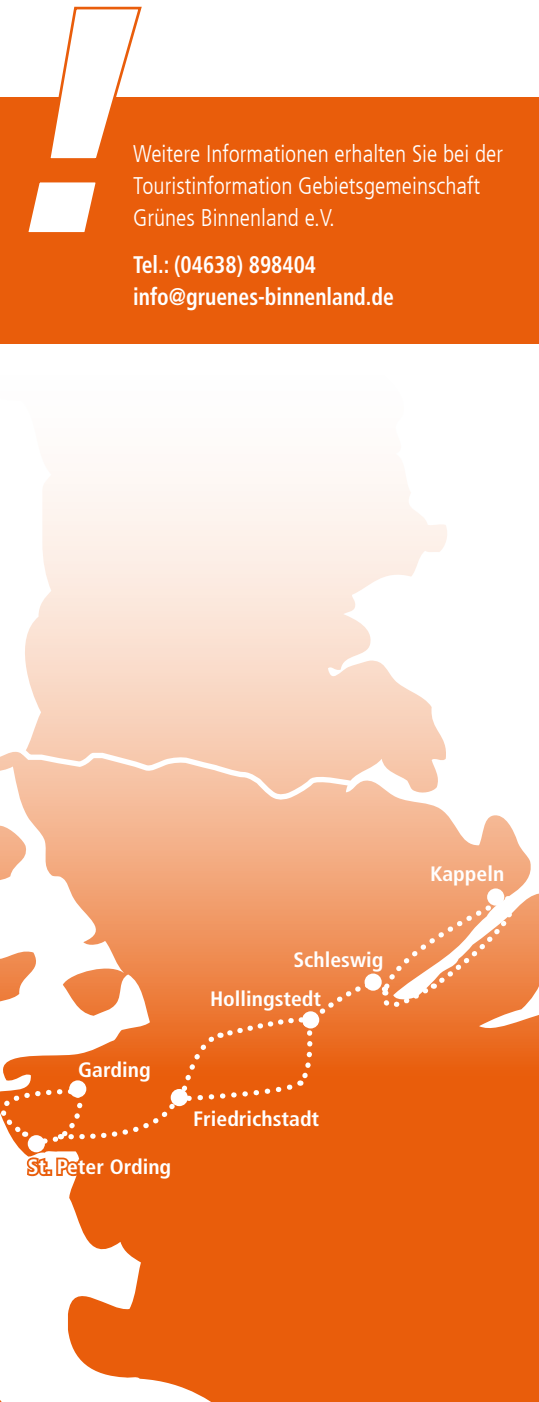 !
Weitere Informationen erhalten Sie bei der
Touristinformation Gebietsgemeinschaft
Grünes Binnenland e.V.
Tel.: (04638) 898404
info@gruenes-binnenland.de
Kappeln
Schleswig
Hollingstedt
Garding
Friedrichstadt
St. Peter Ording